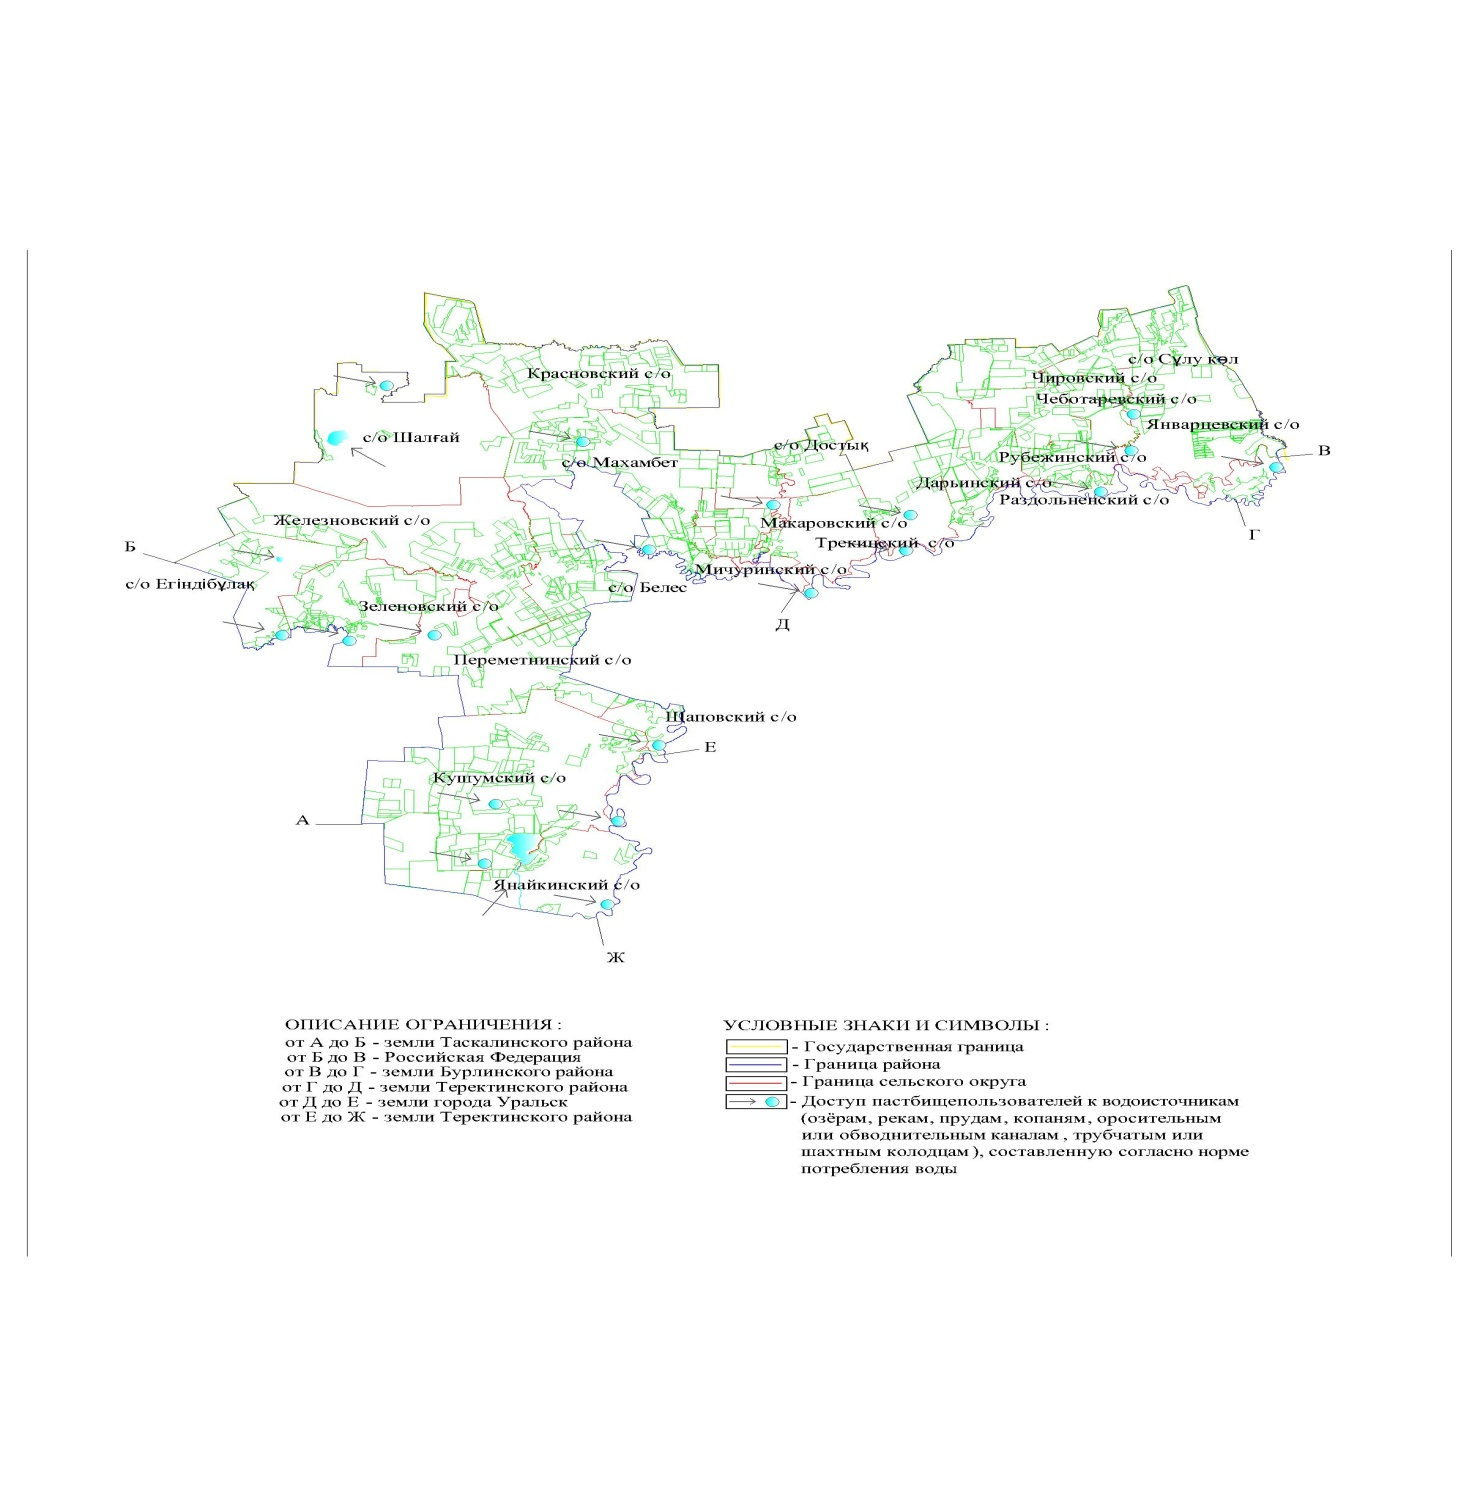 с/о Сұлу көл
Красновский с/о
Чировский с/о
Чеботаревский с/о
Январцевский с/о
с/о Шалғай
с/о Достық
В
Рубежинский с/о
с/о Махамбет
Дарьинский с/о
Раздольненский с/о
Железновский с/о
Макаровский с/о
Г
Б
Трекинский с/о
Мичуринский с/о
с/о Егіндібұлақ
с/о Белес
Зеленовский с/о
Д
Переметнинский с/о
Щаповский с/о
Е
Кушумский с/о
А
Янайкинский с/о
Ж
ОПИСАНИЕ ОГРАНИЧЕНИЯ :
от А до Б - земли Таскалинского района
от Б до В - Российская Федерация
от В до Г - земли Бурлинского района
от Г до Д - земли Теректинского района
от Д до Е - земли города Уральск
от Е до Ж - земли Теректинского района
УСЛОВНЫЕ ЗНАКИ И СИМВОЛЫ :
- Государственная граница
- Граница района
- Граница сельского округа
- Доступ пастбищепользователей к водоисточникам
(озёрам, рекам, прудам, копаням, оросительным
или обводнительным каналам , трубчатым или
шахтным колодцам ), составленную согласно норме
потребления воды